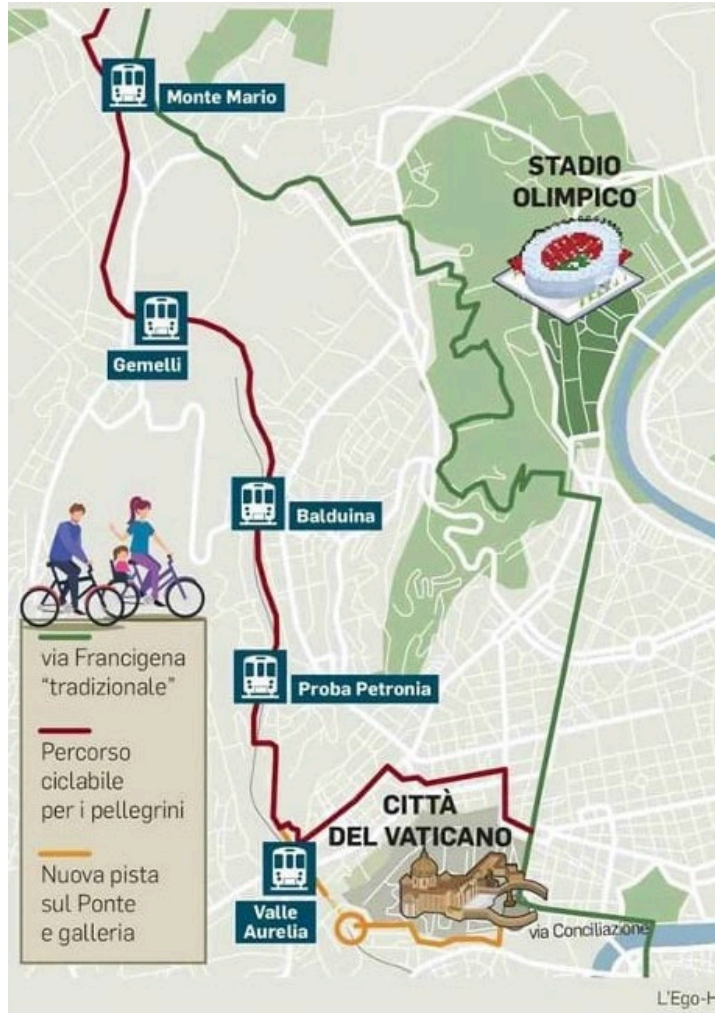 Monte Mario
STADIO
OLIMPICO
Gemelli
Balduina
via Francigena
“tradizionale”
Proba Petronia
Percorso
ciclabile
per i pellegrini
CITTÀ
DEL VATICANO
Nuova pista
sul Ponte
e galleria
Valle
Aurelia
via Conciliazione
L'Ego-H